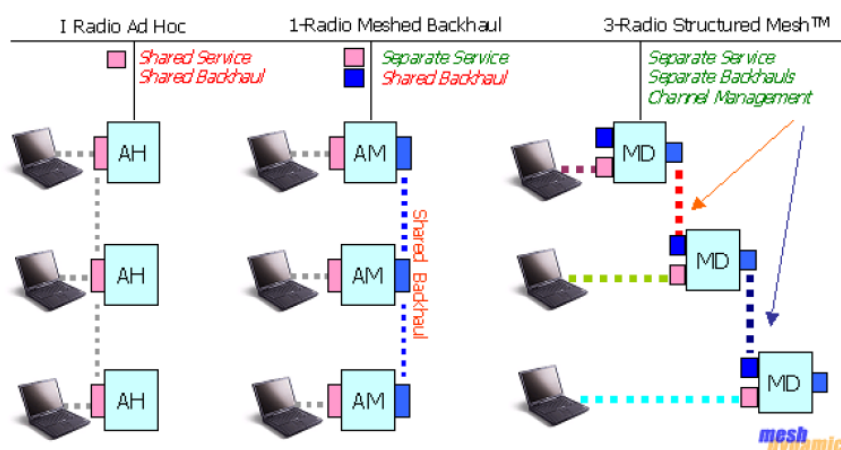 I Radio Ad Hoc
Shared Service
Shared Backhaul
AH
AH
AH
1-Radio Meshed Backhaul
Separate Service
Shared Backhaul
AM
AM
AM
Shared Backhaul
3-Radio Structured Mesh™
Separate Service
Separate Backhauls
Channel Management
MD
MD
MD
mesh
dynamic